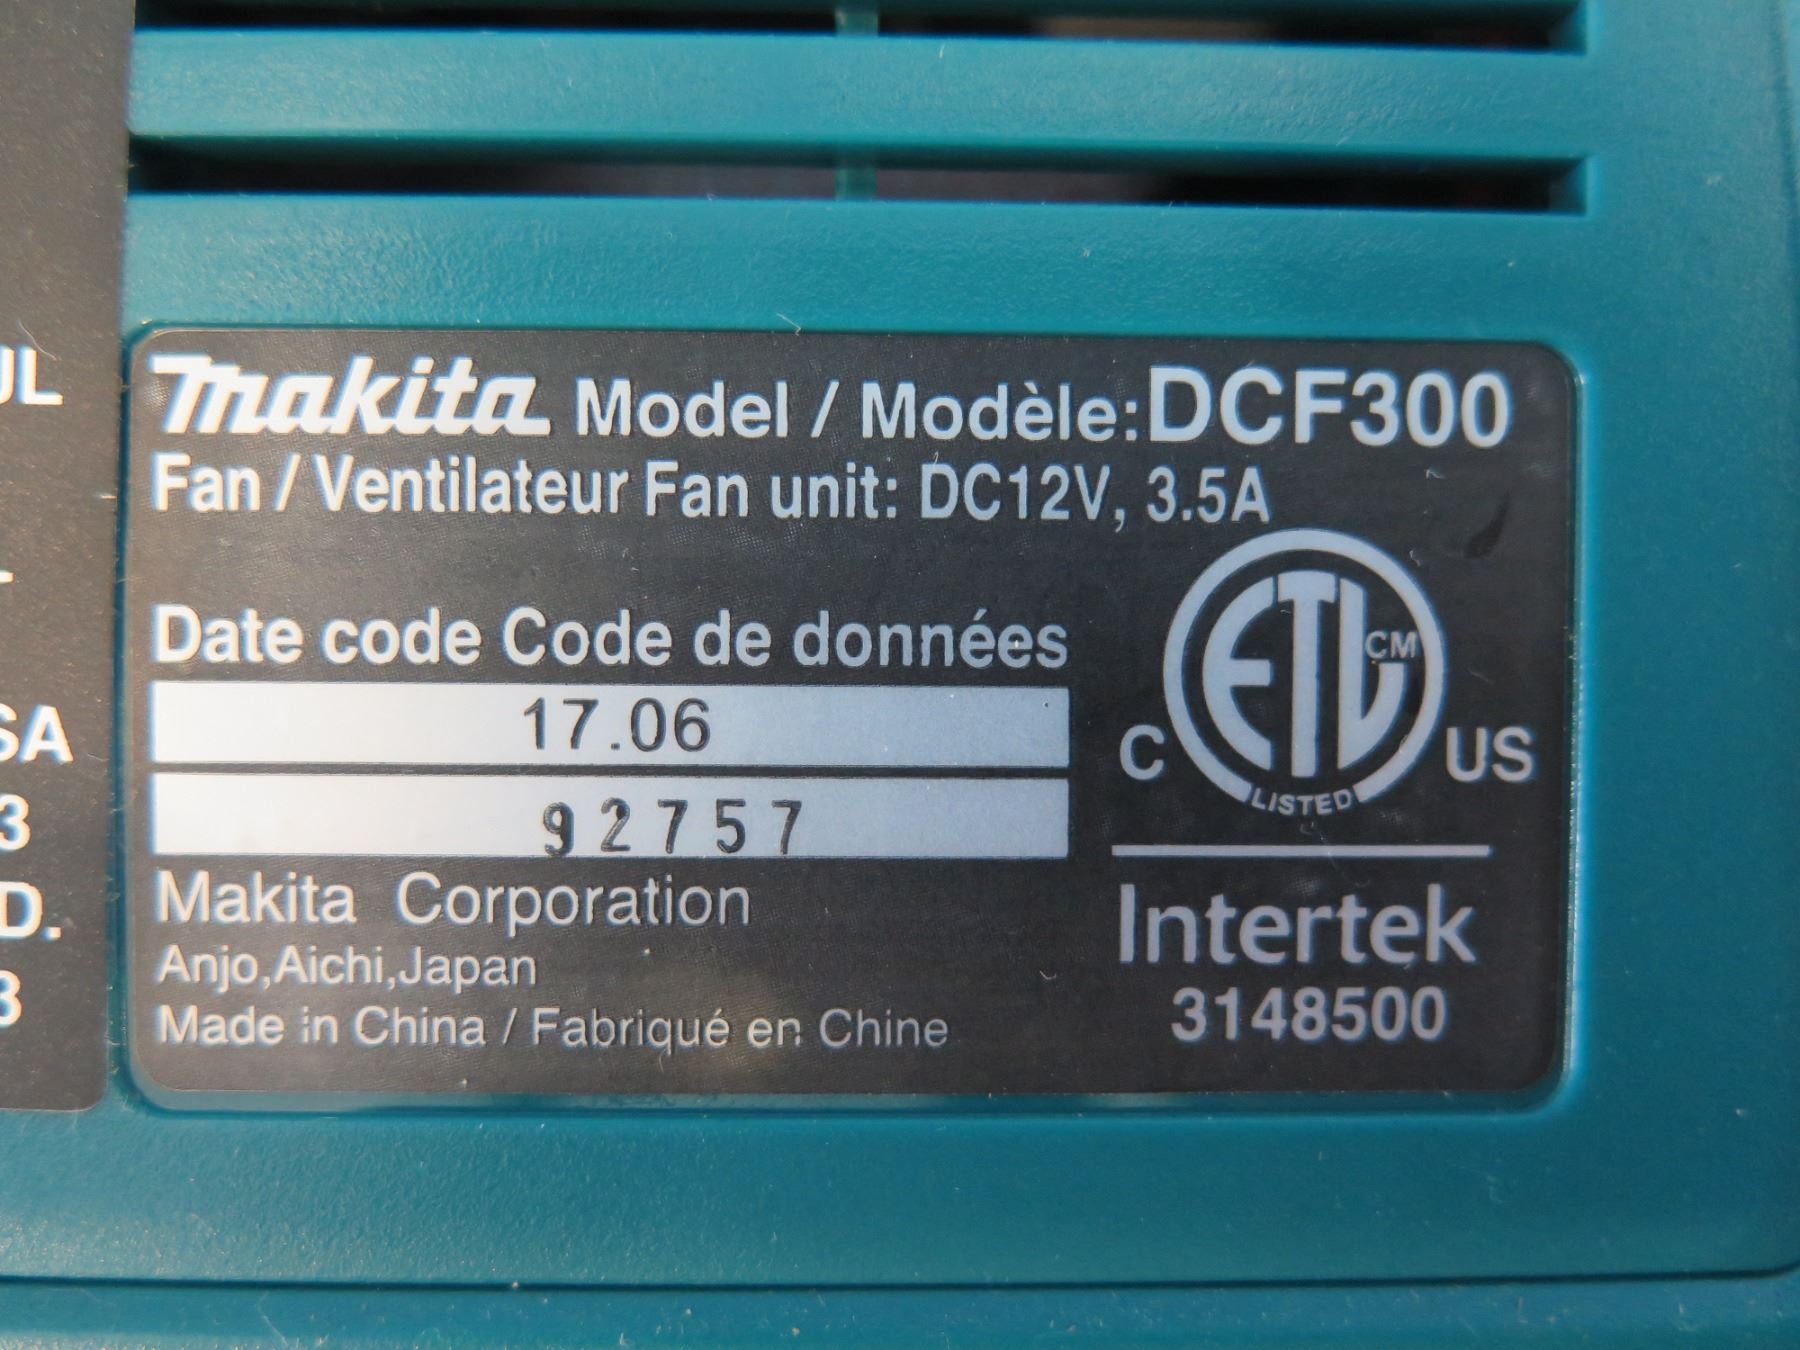 UL
-
SA
3
D.
3
makita Model / Modèle:DCF300
Fan / Ventilateur Fan unit: DC12V, 3.5A
Date code Code de données
17.06
92757
Makita Corporation
Anjo,Aichi,Japan
Made in China / Fabriqué en Chine
ETL CM
C US
LISTED
Intertek
3148500